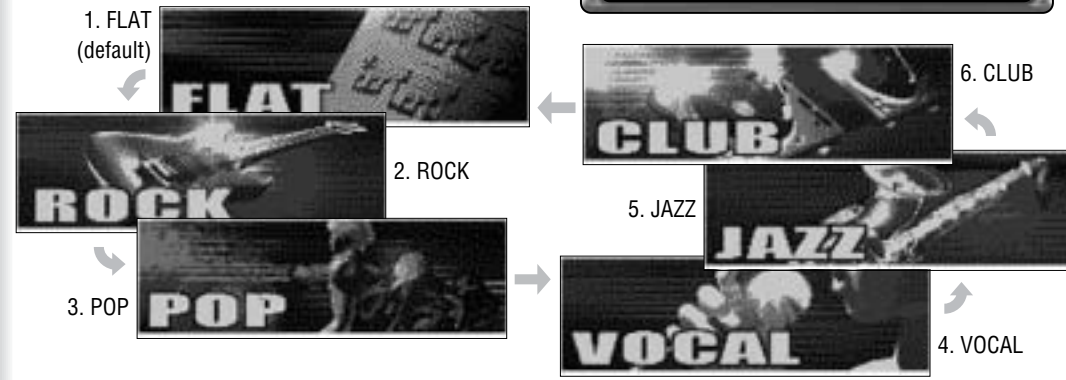 1. FLAT
(default)
FLAT
ROCK
2. ROCK
3. POP
POP
VOCAL
4. VOCAL
5. JAZZ
JAZZ
6. CLUB
CLUB